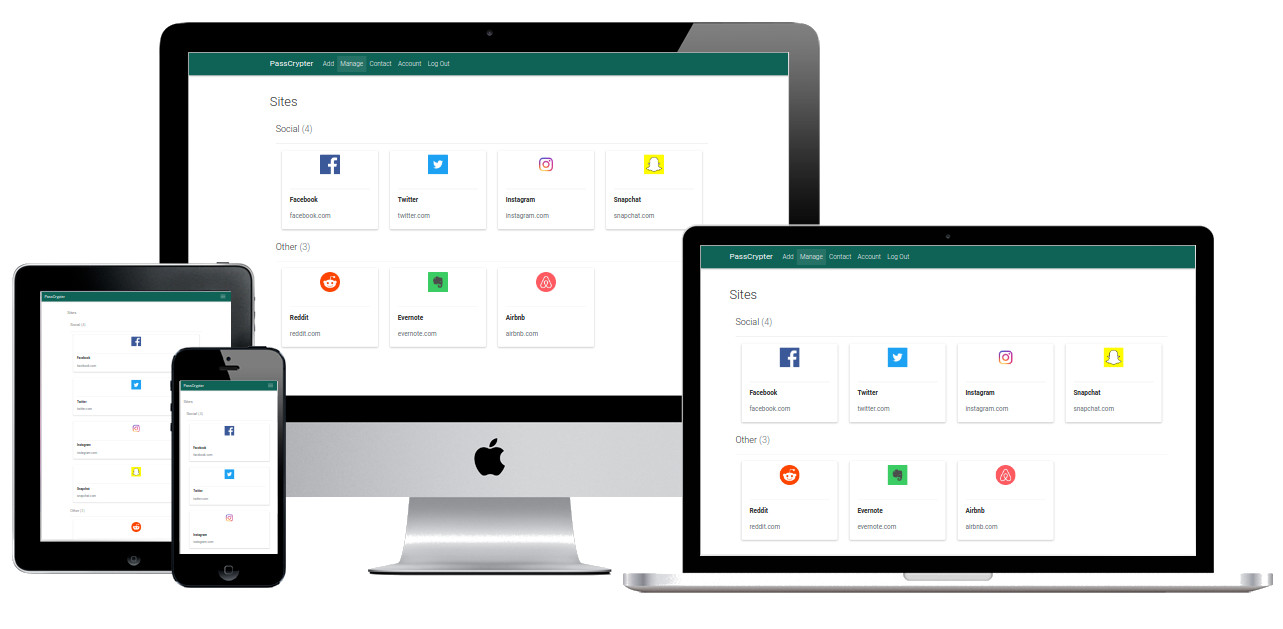 PassCrypter Add Manage Contact Account Log Out
Sites
Social (4)
Facebook Twitter Instagram Snapchat
facebook.com twitter.com instagram.com snapchat.com
Other (3)
Reddit Evernote Airbnb
reddit.com evernote.com airbnb.com
PassCrypter Add Manage Contact Account Log Out
Sites
Social (4)
Facebook Twitter Instagram Snapchat
facebook.com twitter.com instagram.com snapchat.com
Other (3)
Reddit Evernote Airbnb
reddit.com evernote.com airbnb.com
PassCrypter
Sites
Social (4)
Facebook
facebook.com
Twitter
twitter.com
Instagram
instagram.com
Snapchat
snapchat.com
Other (3)
PassCrypter
Sites
Social (4)
Facebook
facebook.com
Twitter
twitter.com
Instagram
instagram.com